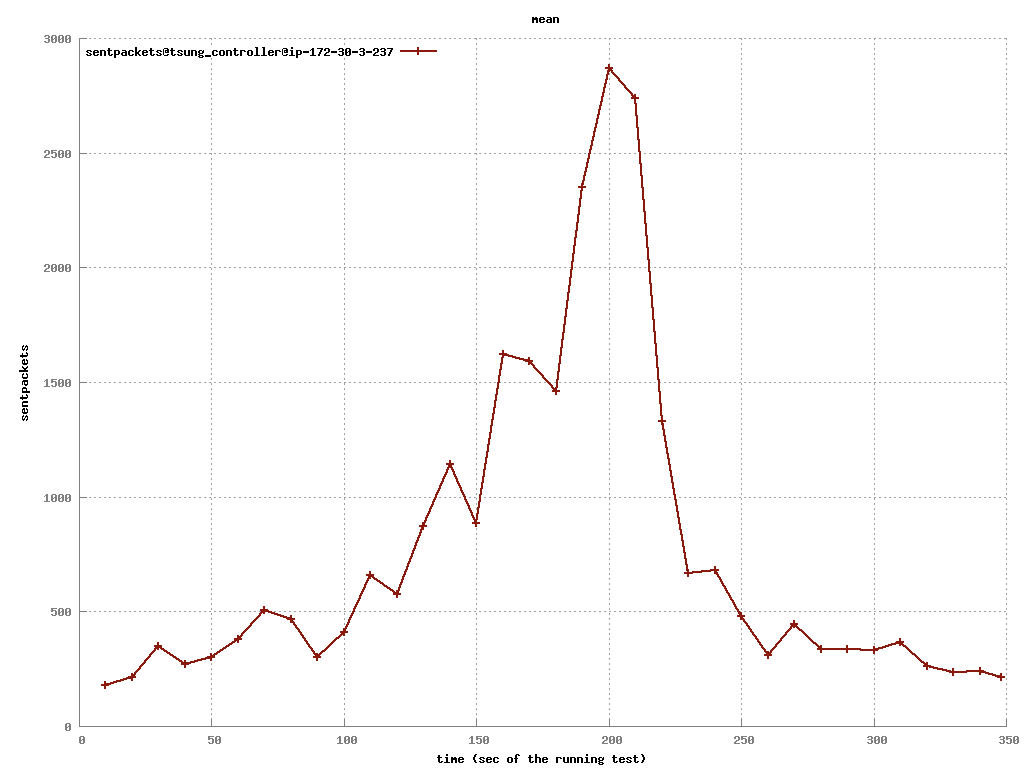 mean
3000
sentpackets@tsung_controller@ip-172-30-3-237
2500
2000
1500
1000
500
0
sentpackets
0 50 100 150 200 250 300 350
time (sec of the running test)